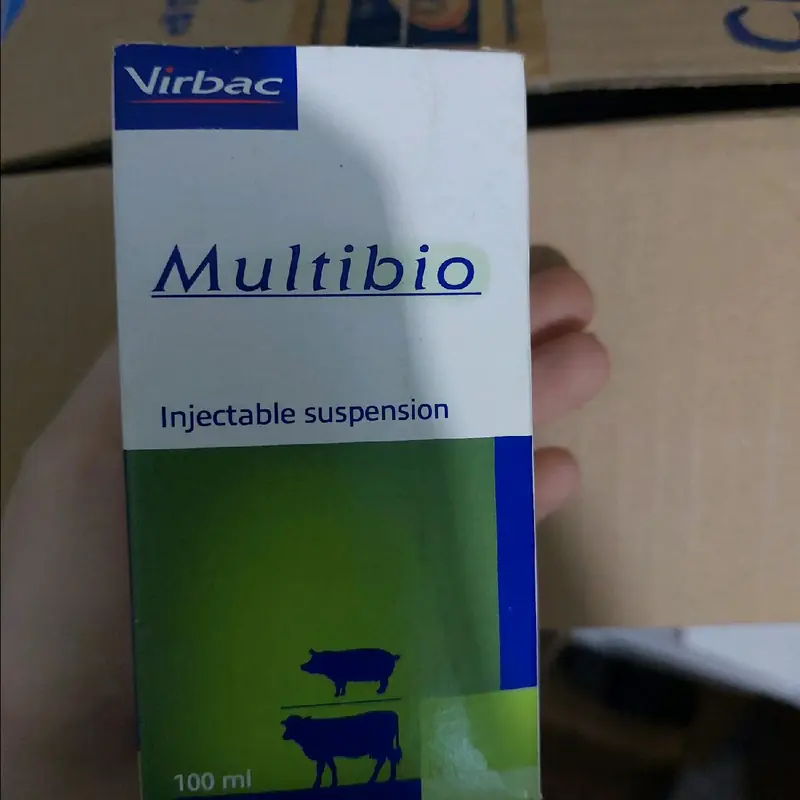 Virbac
Multibio
Injectable suspension
100 ml